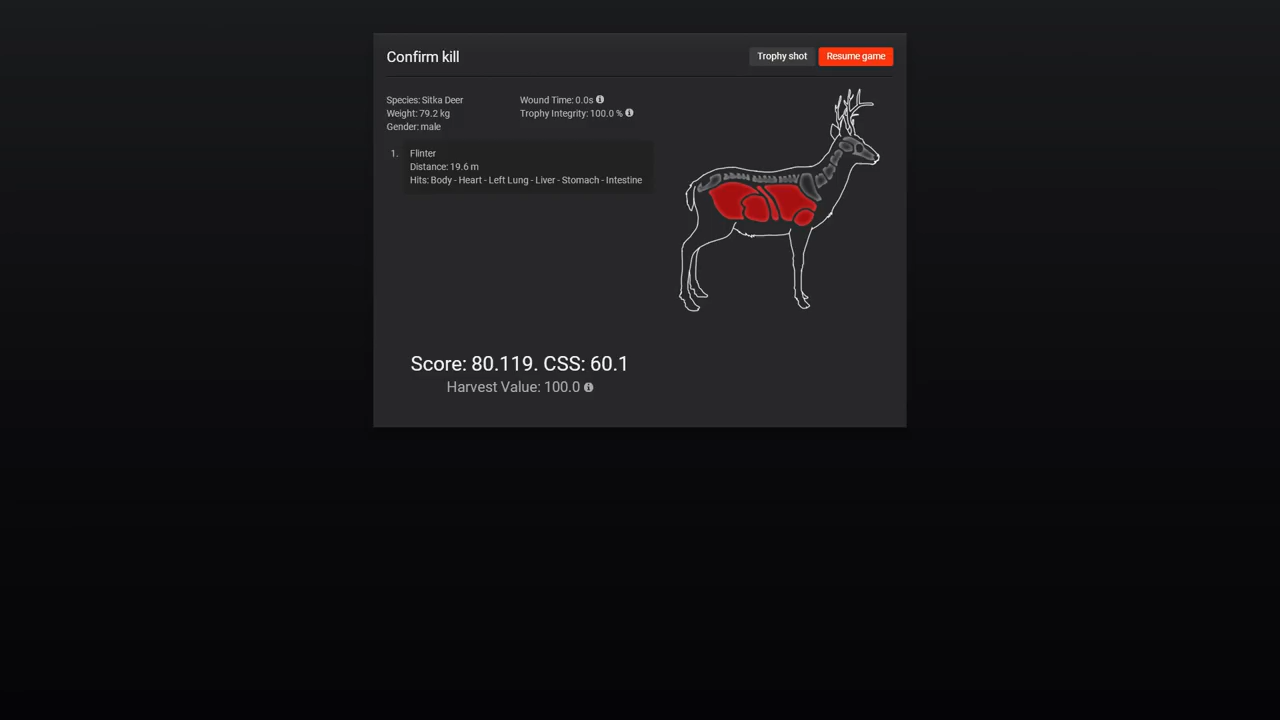 Confirm kill
Trophy shot
Resume game
Species: Sitka Deer
Wound Time: 0.0s
Weight: 79.2 kg
Trophy Integrity: 100.0 %
Gender: male
1. Flinter
Distance: 19.6 m
Hits: Body - Heart - Left Lung - Liver - Stomach - Intestine
Score: 80.119. CSS: 60.1
Harvest Value: 100.0